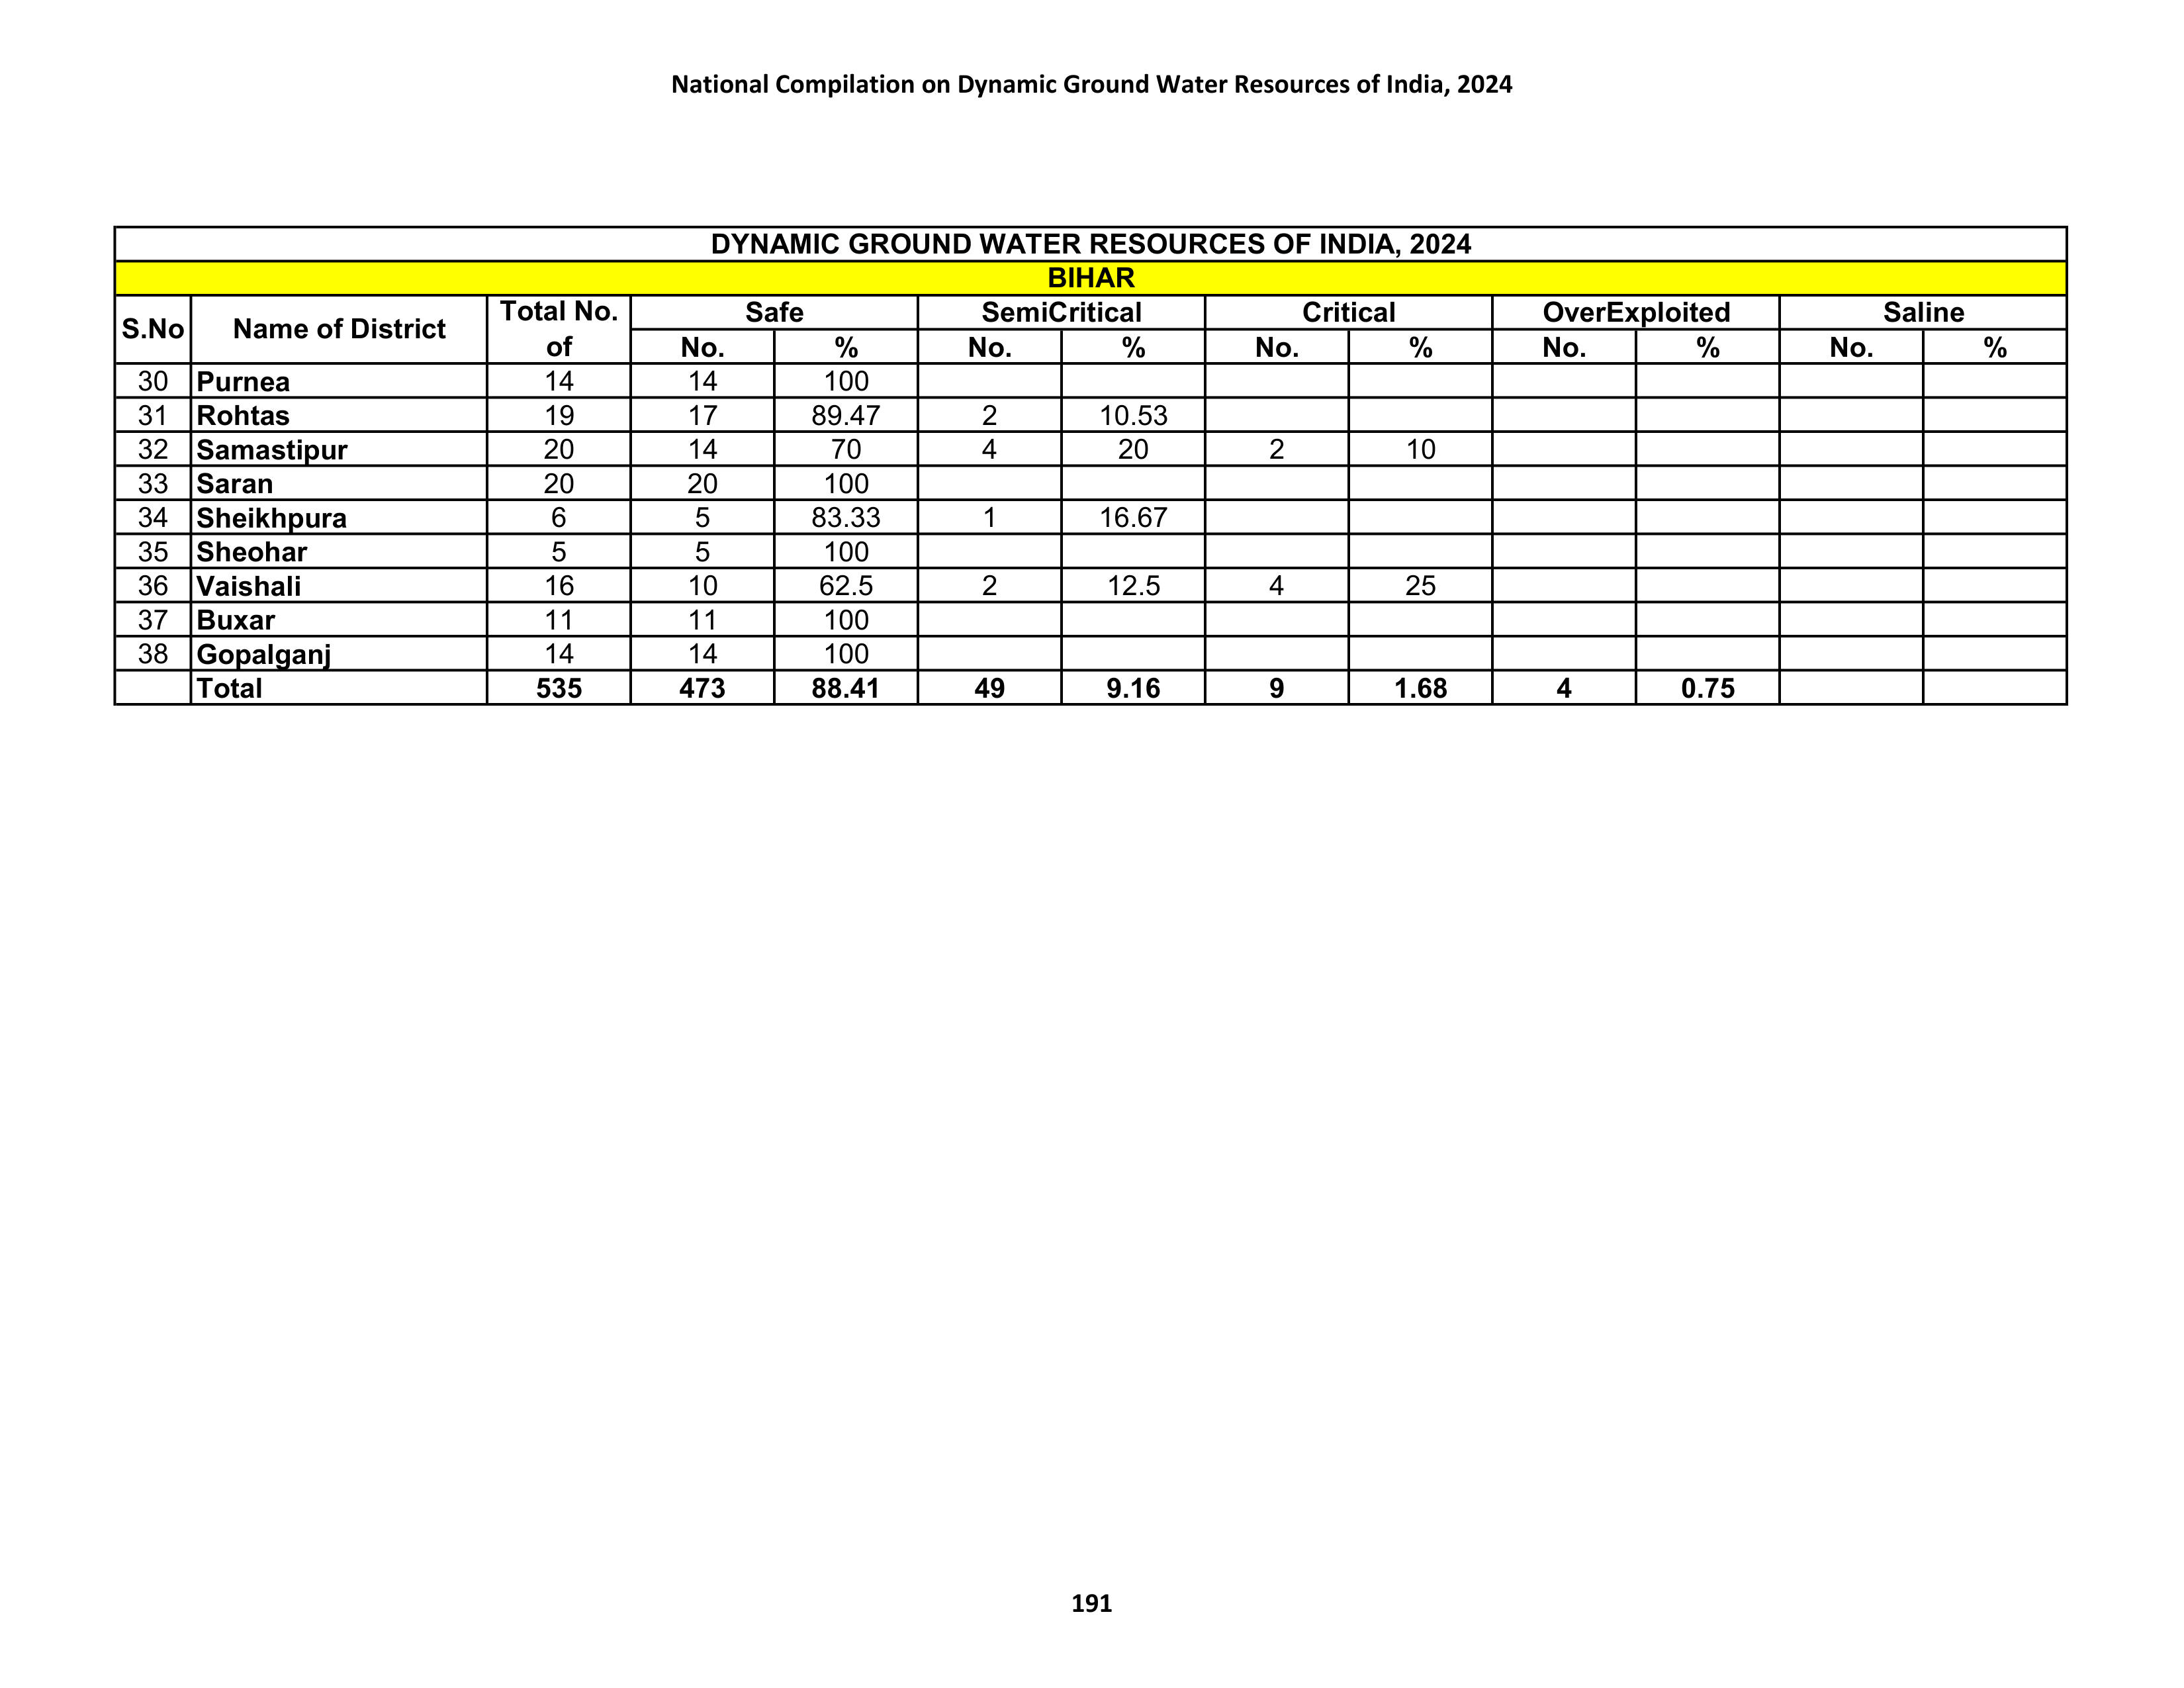 National Compilation on Dynamic Ground Water Resources of India, 2024
DYNAMIC GROUND WATER RESOURCES OF INDIA, 2024
BIHAR
S.No Name of District Total No. of Safe SemiCritical Critical OverExploited Saline
No. % No. % No. % No. % No. %
30 Purnea 14 14 100
31 Rohtas 19 17 89.47 2 10.53
32 Samastipur 20 14 70 4 20 2 10
33 Saran 20 20 100
34 Sheikhpura 6 5 83.33 1 16.67
35 Sheohar 5 5 100
36 Vaishali 16 10 62.5 2 12.5 4 25
37 Buxar 11 11 100
38 Gopalganj 14 14 100
Total 535 473 88.41 49 9.16 9 1.68 4 0.75
191